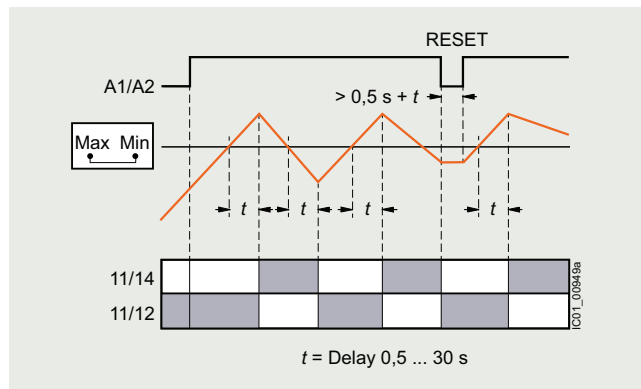 RESET
A1/A2
> 0,5 s + t
Max Min
t t t t
11/14
11/12
IC01_00949a
t = Delay 0,5 ... 30 s